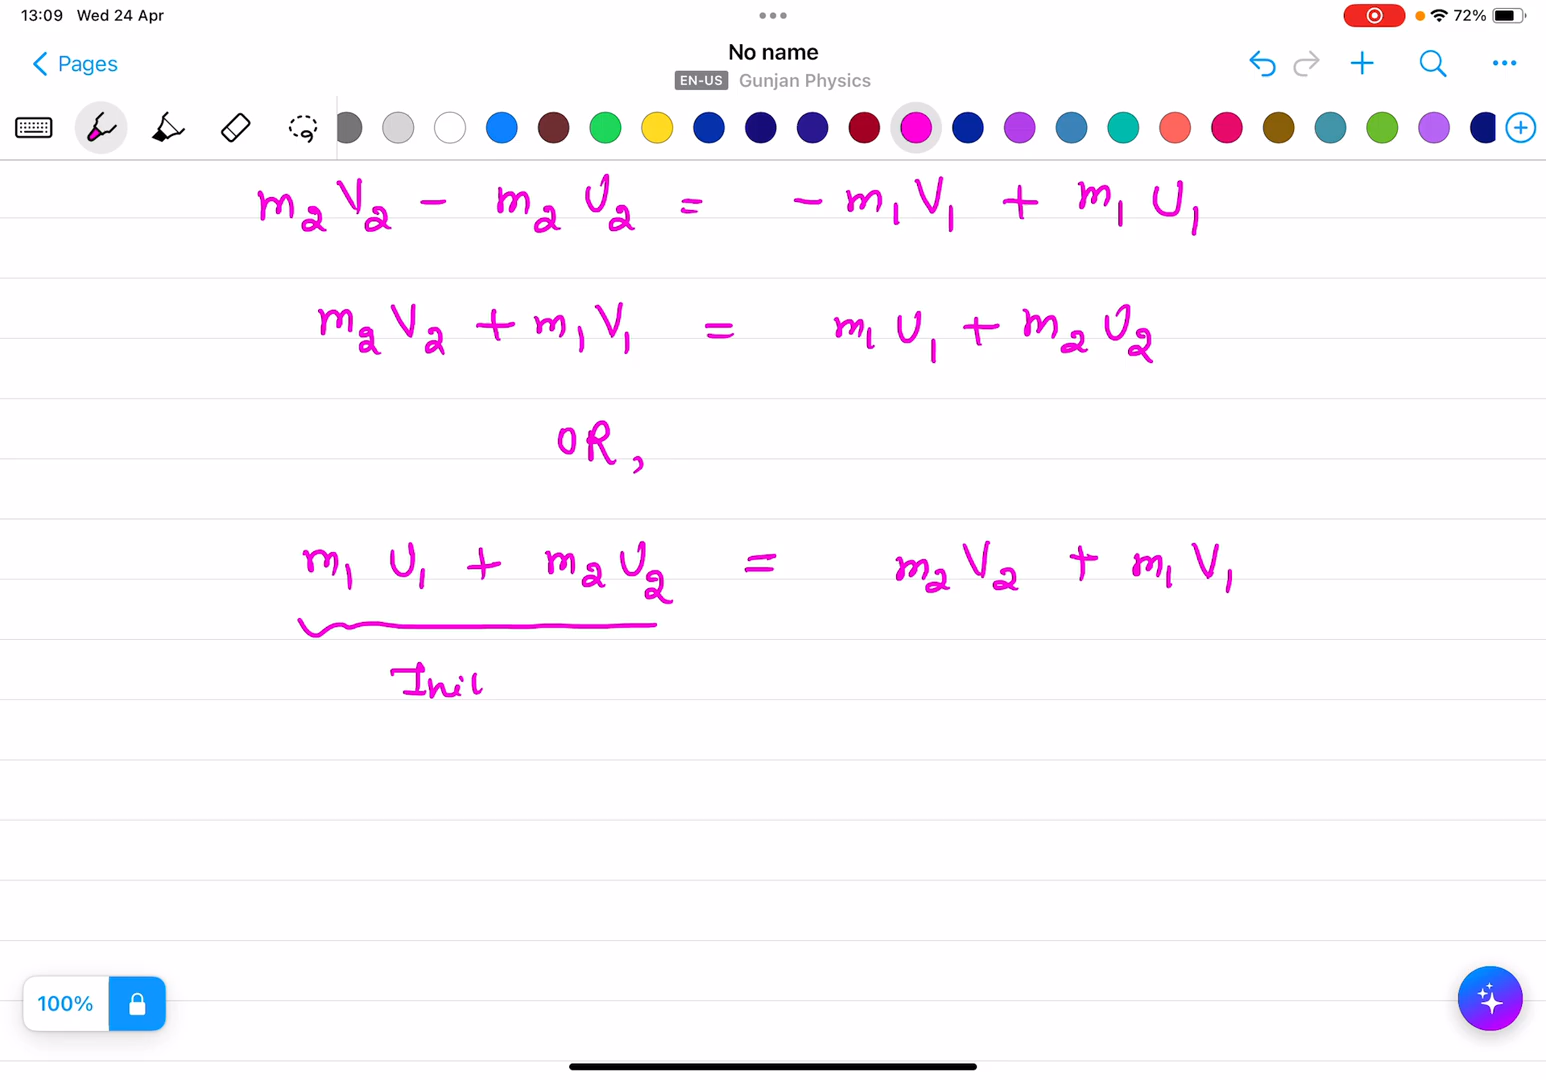 13:09 Wed 24 Apr
72%
Pages
No name
EN-US Gunjan Physics
m₂V₂ - m₂U₂ = - m₁V₁ + m₁U₁
m₂V₂ + m₁V₁ = m₁U₁ + m₂U₂
OR,
m₁U₁ + m₂U₂ = m₂V₂ + m₁V₁
Ini
100%